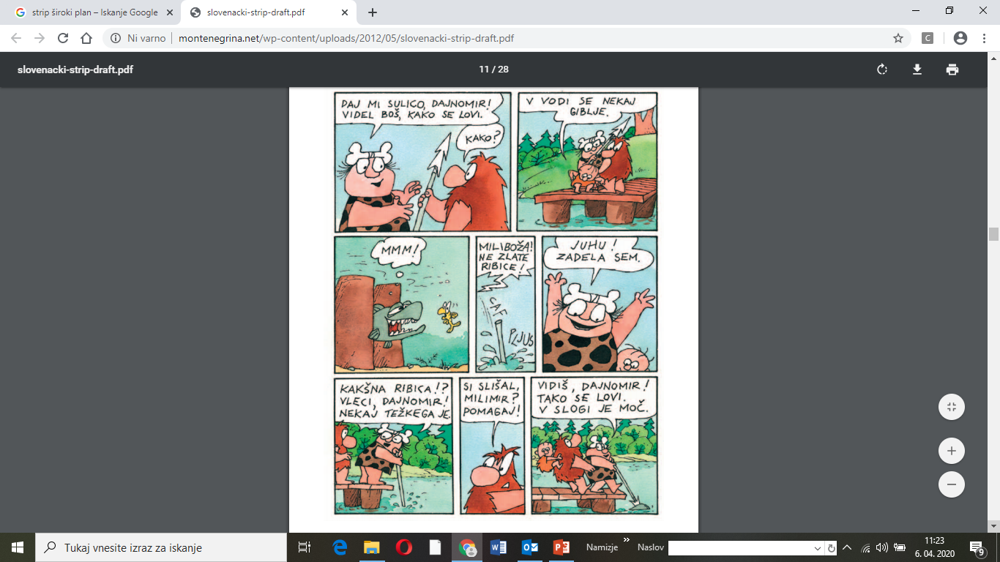 strip široki plan – Iskanje Google
slovenacki-strip-draft.pdf
Ni varno
montenegrina.net/wp-content/uploads/2012/05/slovenacki-strip-draft.pdf
C
slovenacki-strip-draft.pdf
11 / 28
DAJ MI SULICO, DAJNOMIR!
VIDEL BOŠ, KAKO SE LOVI.
KAKO?
V VODI SE NEKAJ
GIBLJE.
MMM!
MILIBOŽA!
NE ZLATE
RIBICE!
CAF
PLJUS
JUHU!
ZADELA SEM.
KAKŠNA RIBICA!?
VLECI, DAJNOMIR!
NEKAJ TEŽKEGA JE.
SI SLIŠAL,
MILIMIR?
POMAGAJ!
VIDIŠ, DAJNOMIR!
TAKO SE LOVI.
V SLOGI JE MOČ.
Tukaj vnesite izraz za iskanje
Namizje
Naslov
11:23
6. 04. 2020
9